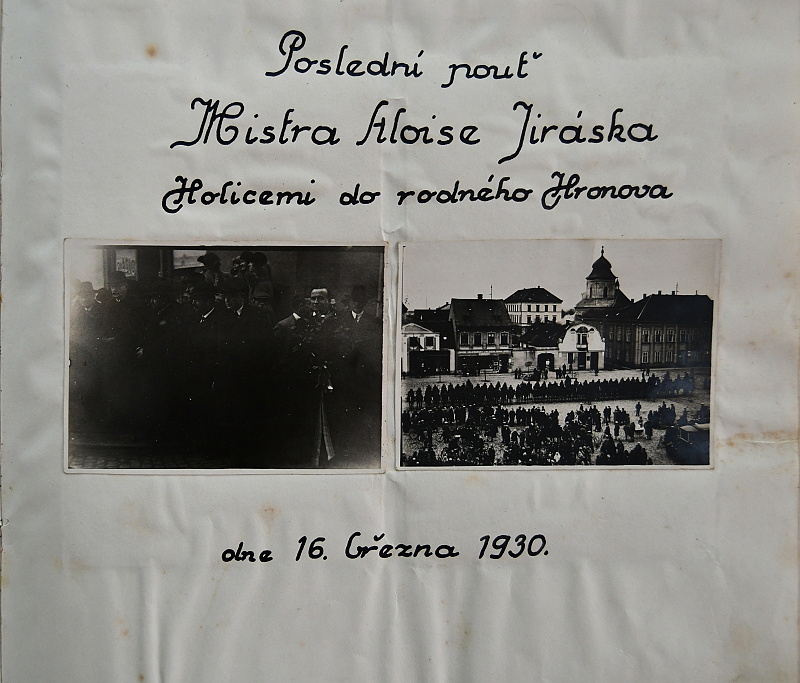 Poslední pouť
Mistra Aloise Jiráska
Holicemi do rodného Hronova
dne 16. března 1930.